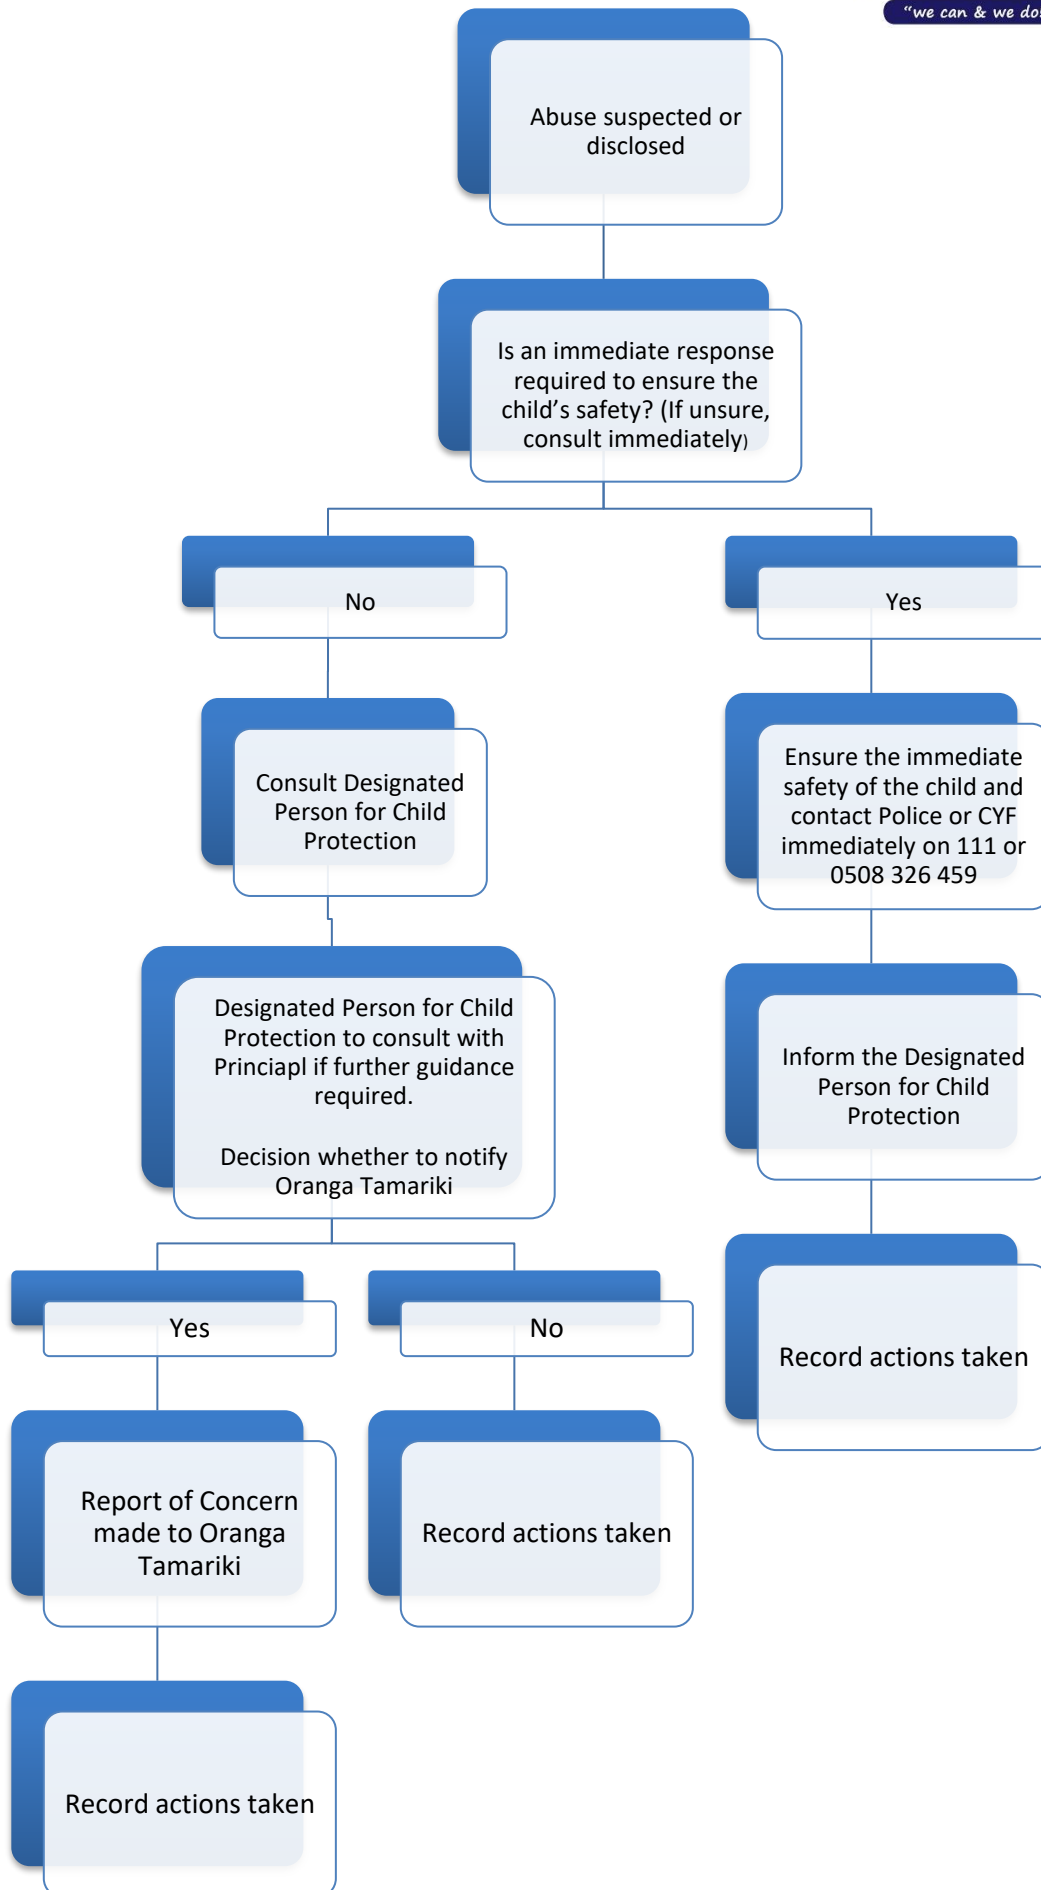 "we can & we do
Abuse suspected or
disclosed
Is an immediate response
required to ensure the
child's safety? (If unsure,
consult immediately)
No
Yes
Consult Designated
Person for Child
Protection
Ensure the immediate
safety of the child and
contact Police or CYF
immediately on 111 or
0508 326 459
Designated Person for Child
Protection to consult with
Princiapl if further guidance
required.
Decision whether to notify
Oranga Tamariki
Inform the Designated
Person for Child
Protection
Yes
No
Record actions taken
Report of Concern
made to Oranga
Tamariki
Record actions taken
Record actions taken